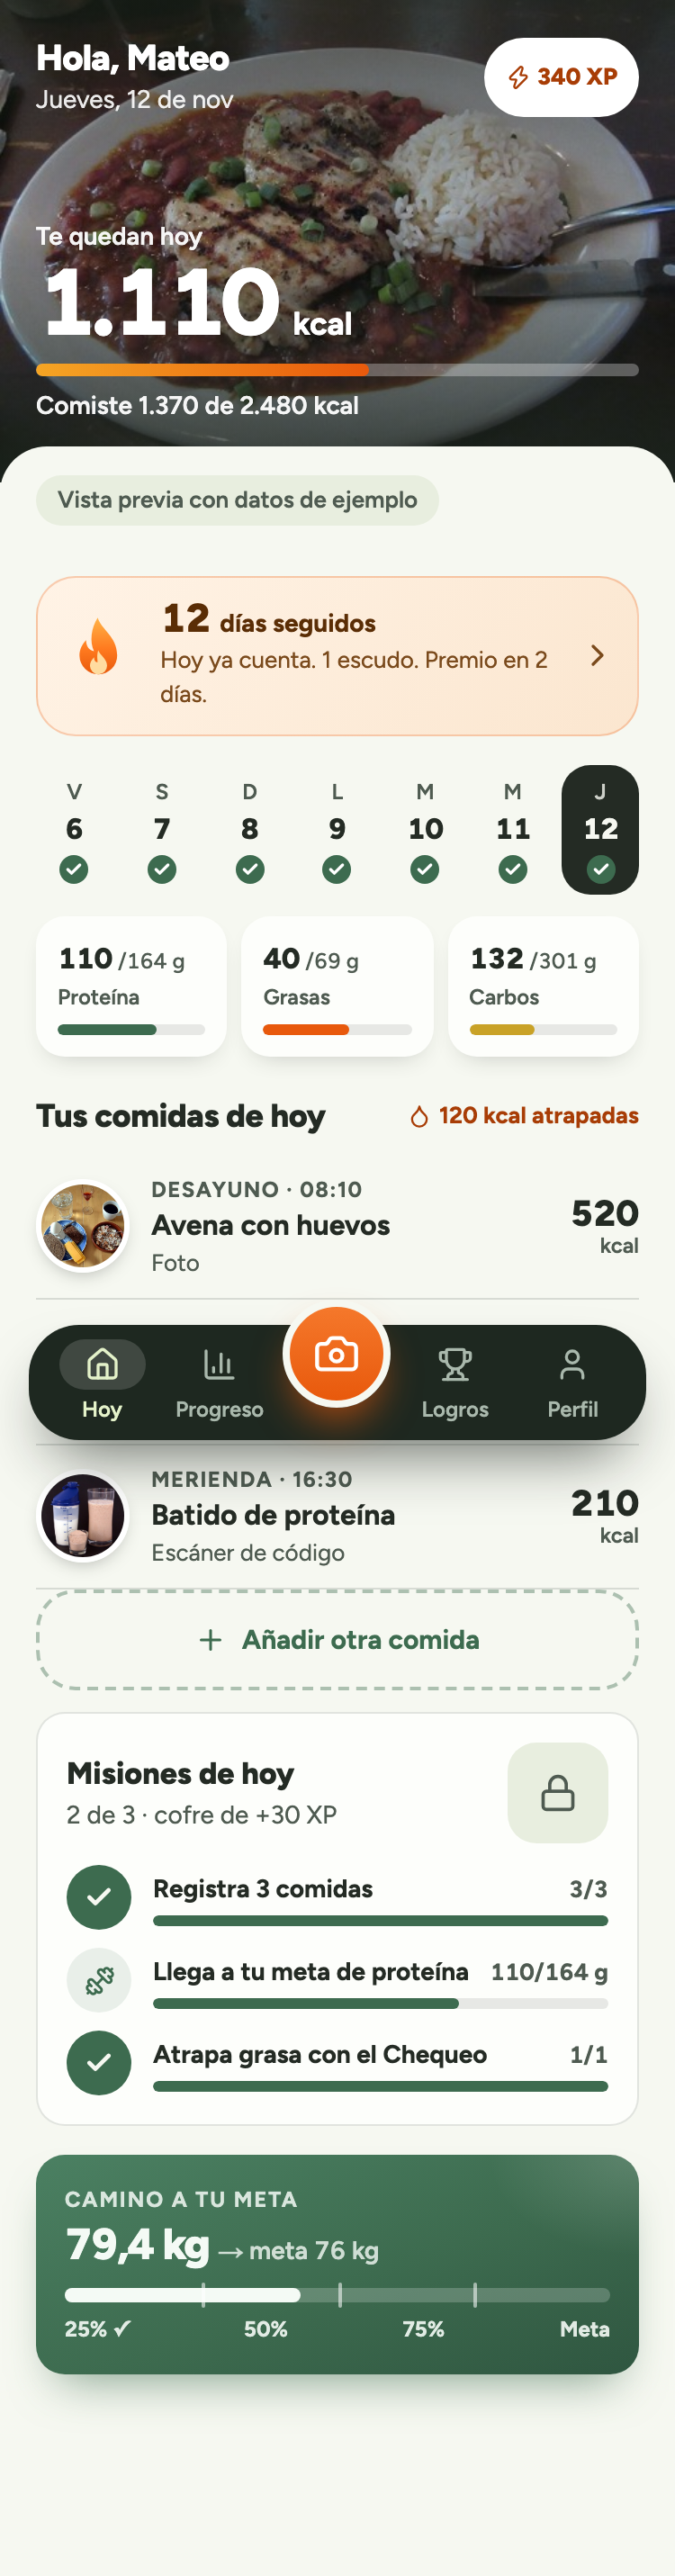 Hola, Mateo
Jueves, 12 de nov
340 XP
Te quedan hoy
1.110 kcal
Comiste 1.370 de 2.480 kcal
Vista previa con datos de ejemplo
12 días seguidos
Hoy ya cuenta. 1 escudo. Premio en 2
días.
V S D L M M J
6 7 8 9 10 11 12
110 /164 g
Proteína
40 /69 g
Grasas
132 /301 g
Carbos
Tus comidas de hoy
120 kcal atrapadas
DESAYUNO · 08:10
Avena con huevos
Foto
520
kcal
Hoy
Progreso
Logros
Perfil
MERIENDA · 16:30
Batido de proteína
Escáner de código
210
kcal
+ Añadir otra comida
Misiones de hoy
2 de 3 · cofre de +30 XP
Registra 3 comidas 3/3
Llega a tu meta de proteína 110/164 g
Atrapa grasa con el Chequeo 1/1
CAMINO A TU META
79,4 kg → meta 76 kg
25% ✓ 50% 75% Meta